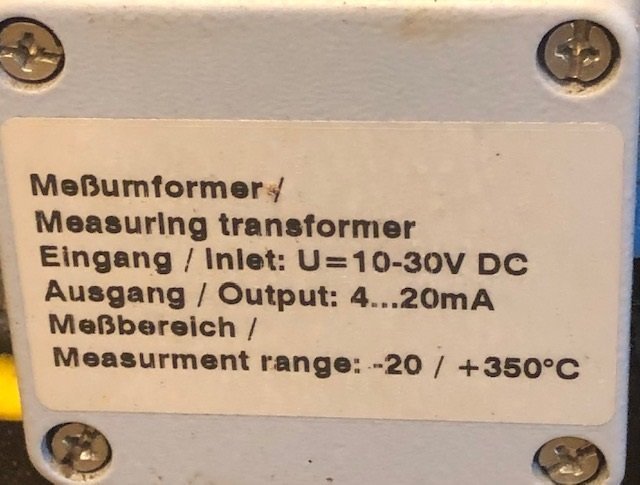 Meßumformer /
Measuring transformer
Eingang / Inlet: U=10-30V DC
Ausgang / Output: 4...20mA
Meßbereich /
Measurment range: -20 / +350°C